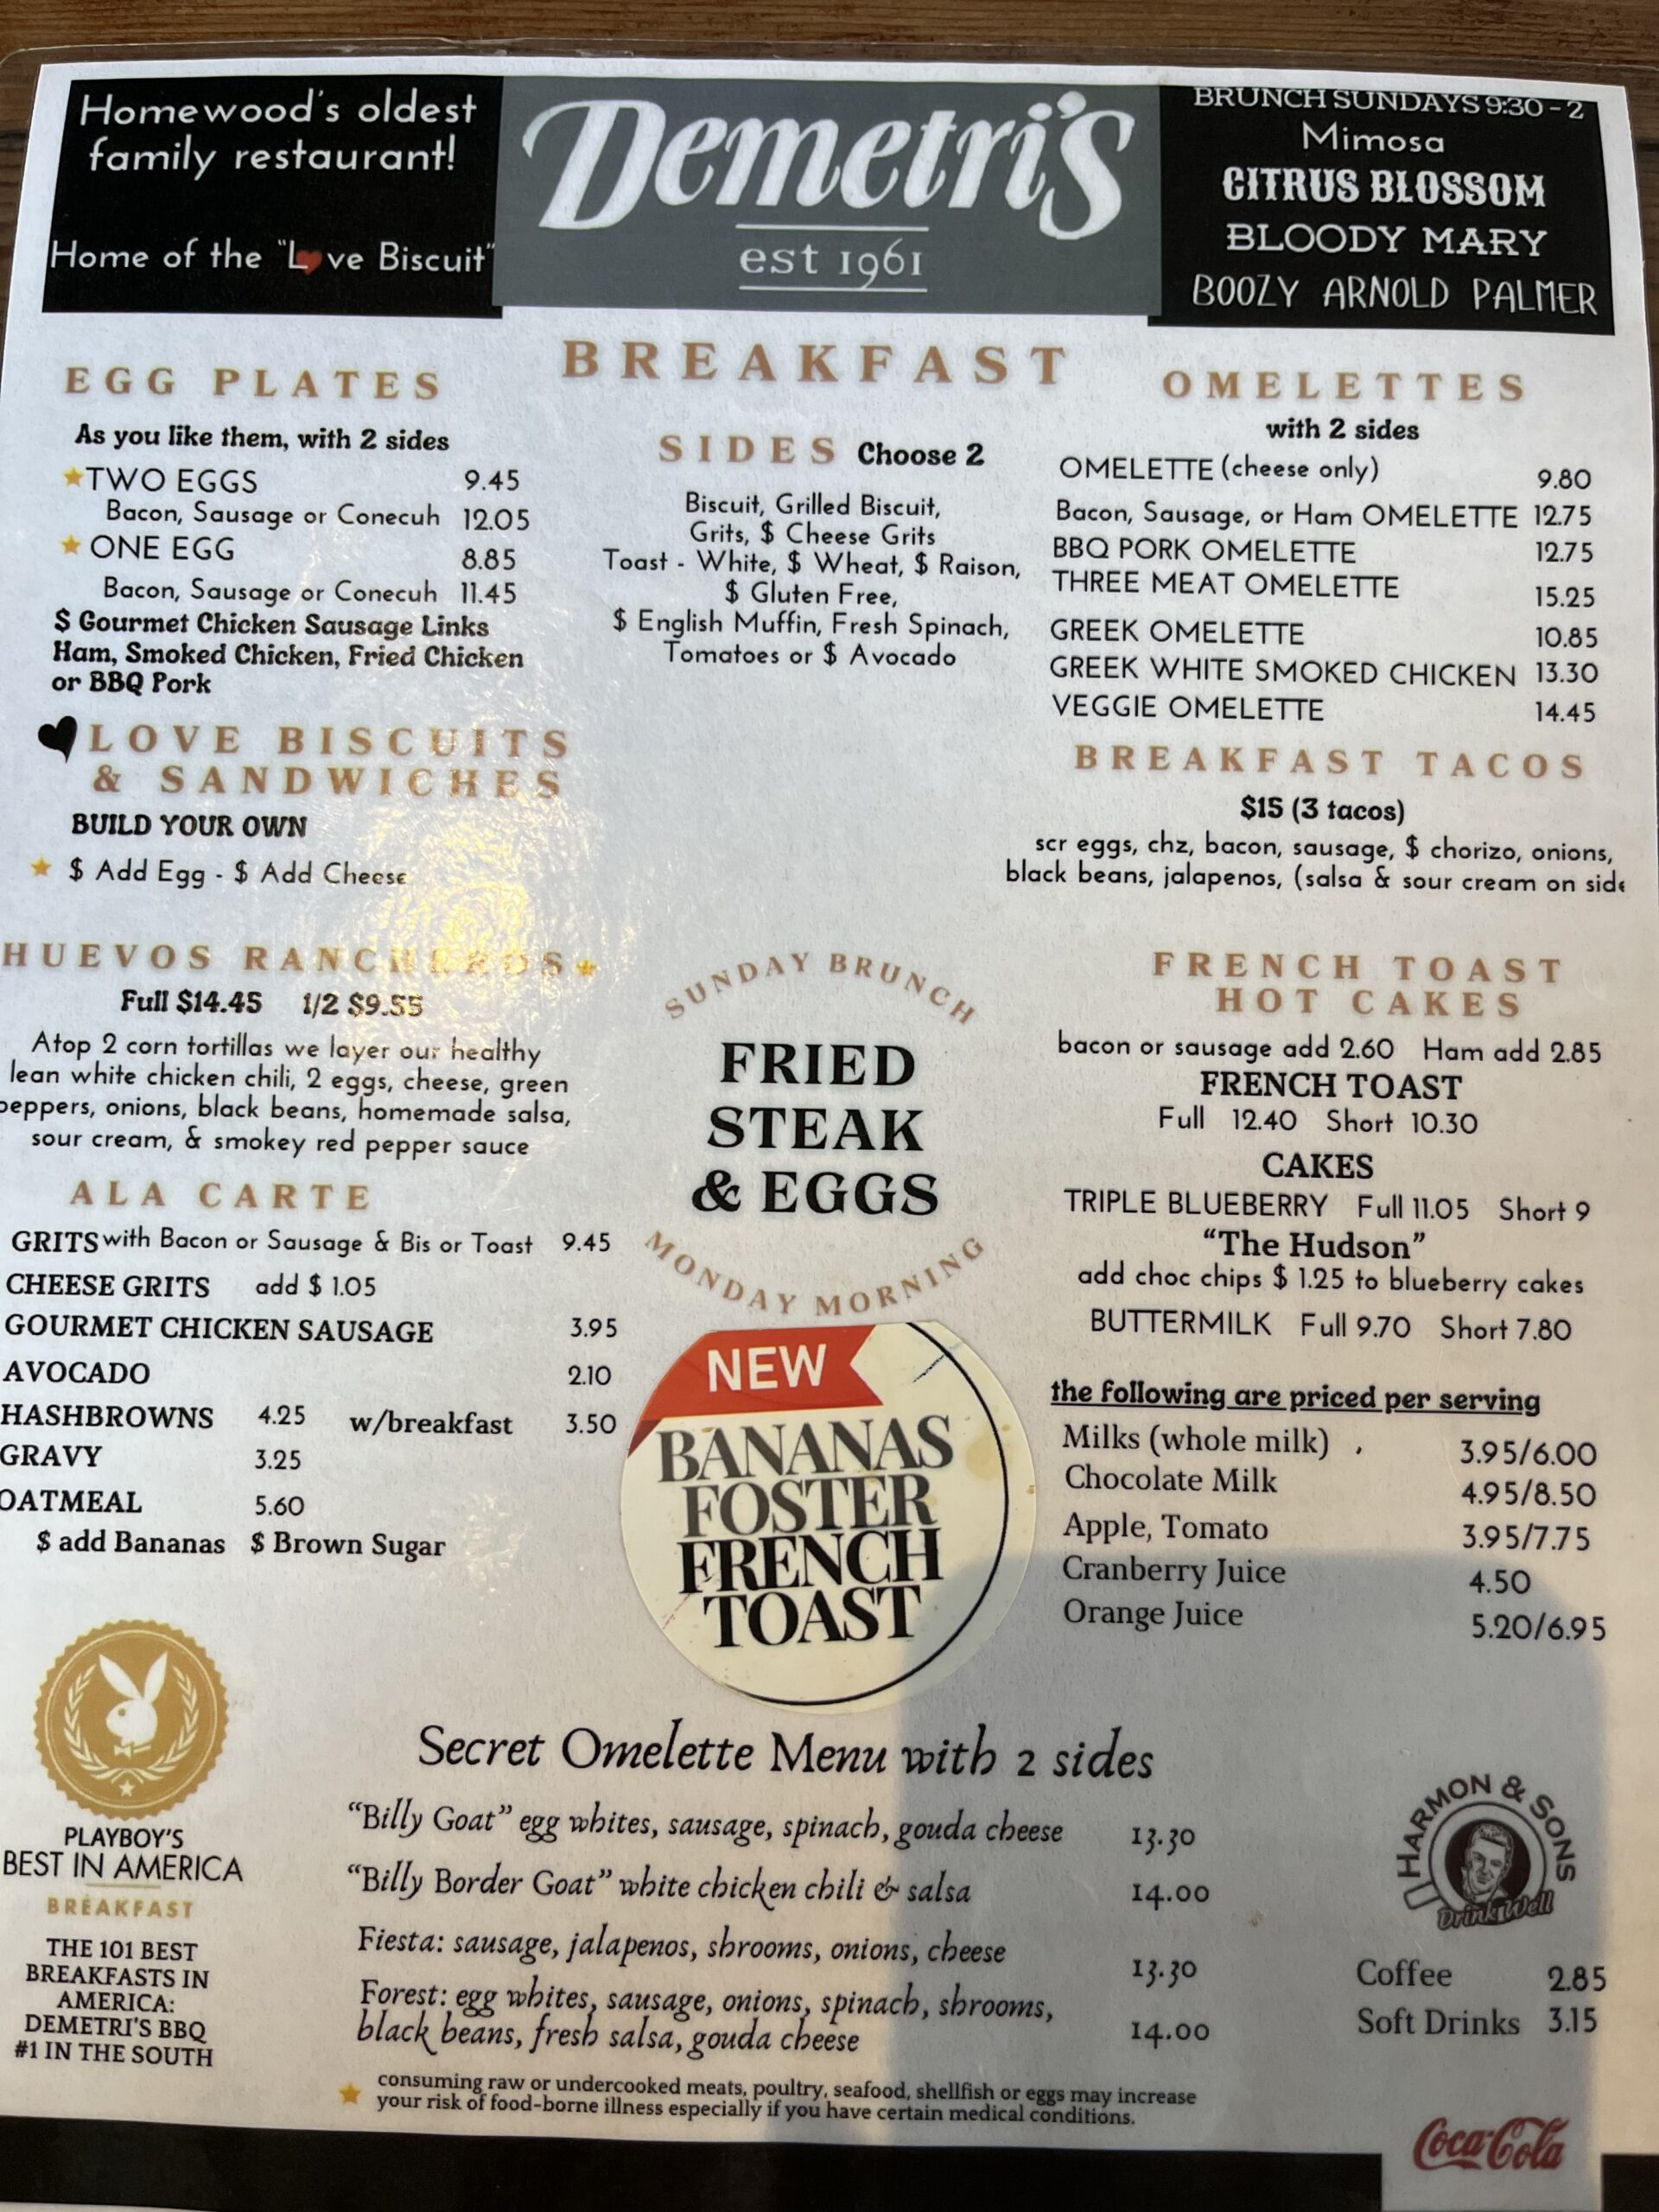 Homewood's oldest
family restaurant!
Home of the "L❤ve Biscuit"
Demetri's
est 1961
BRUNCH SUNDAYS 9:30 - 2
Mimosa
CITRUS BLOSSOM
BLOODY MARY
BOOZY ARNOLD PALMER
BREAKFAST
EGG PLATES
As you like them, with 2 sides
★TWO EGGS 9.45
Bacon, Sausage or Conecuh 12.05
★ ONE EGG 8.85
Bacon, Sausage or Conecuh 11.45
$ Gourmet Chicken Sausage Links
Ham, Smoked Chicken, Fried Chicken
or BBQ Pork
SIDES Choose 2
Biscuit, Grilled Biscuit,
Grits, $ Cheese Grits
Toast - White, $ Wheat, $ Raison,
$ Gluten Free,
$ English Muffin, Fresh Spinach,
Tomatoes or $ Avocado
OMELETTES
with 2 sides
OMELETTE (cheese only) 9.80
Bacon, Sausage, or Ham OMELETTE 12.75
BBQ PORK OMELETTE 12.75
THREE MEAT OMELETTE 15.25
GREEK OMELETTE 10.85
GREEK WHITE SMOKED CHICKEN 13.30
VEGGIE OMELETTE 14.45
♥LOVE BISCUITS
& SANDWICHES
BUILD YOUR OWN
★ $ Add Egg - $ Add Cheese
BREAKFAST TACOS
$15 (3 tacos)
scr eggs, chz, bacon, sausage, $ chorizo, onions,
black beans, jalapenos, (salsa & sour cream on side
HUEVOS RANCHEROS★
Full $14.45 1/2 $9.55
Atop 2 corn tortillas we layer our healthy
lean white chicken chili, 2 eggs, cheese, green
peppers, onions, black beans, homemade salsa,
sour cream, & smokey red pepper sauce
ALA CARTE
GRITS with Bacon or Sausage & Bis or Toast 9.45
CHEESE GRITS add $ 1.05
GOURMET CHICKEN SAUSAGE 3.95
AVOCADO 2.10
HASHBROWNS 4.25 w/breakfast 3.50
GRAVY 3.25
OATMEAL 5.60
$ add Bananas $ Brown Sugar
SUNDAY BRUNCH
FRIED
STEAK
& EGGS
MONDAY MORNING
NEW
BANANAS
FOSTER
FRENCH
TOAST
FRENCH TOAST
HOT CAKES
bacon or sausage add 2.60 Ham add 2.85
FRENCH TOAST
Full 12.40 Short 10.30
CAKES
TRIPLE BLUEBERRY Full 11.05 Short 9
"The Hudson"
add choc chips $ 1.25 to blueberry cakes
BUTTERMILK Full 9.70 Short 7.80
the following are priced per serving
Milks (whole milk) 3.95/6.00
Chocolate Milk 4.95/8.50
Apple, Tomato 3.95/7.75
Cranberry Juice 4.50
Orange Juice 5.20/6.95
PLAYBOY'S
BEST IN AMERICA
BREAKFAST
THE 101 BEST
BREAKFASTS IN
AMERICA:
DEMETRI'S BBQ
#1 IN THE SOUTH
Secret Omelette Menu with 2 sides
"Billy Goat" egg whites, sausage, spinach, gouda cheese 13.30
"Billy Border Goat" white chicken chili & salsa 14.00
Fiesta: sausage, jalapenos, shrooms, onions, cheese 13.30
Forest: egg whites, sausage, onions, spinach, shrooms,
black beans, fresh salsa, gouda cheese 14.00
HARMON & SONS
Drink Well
Coffee 2.85
Soft Drinks 3.15
★ consuming raw or undercooked meats, poultry, seafood, shellfish or eggs may increase
your risk of food-borne illness especially if you have certain medical conditions.
Coca-Cola